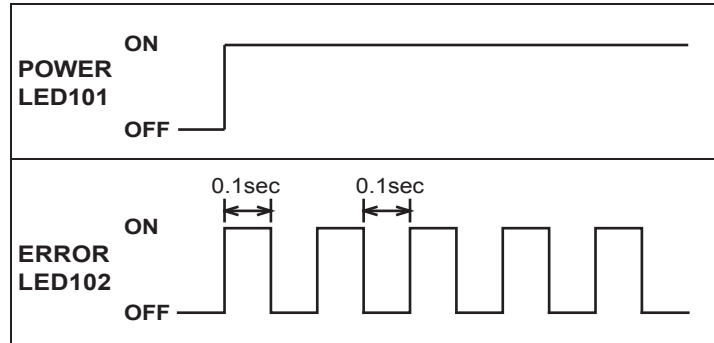 ON
POWER
LED101
OFF
0.1sec 0.1sec
ON
ERROR
LED102
OFF